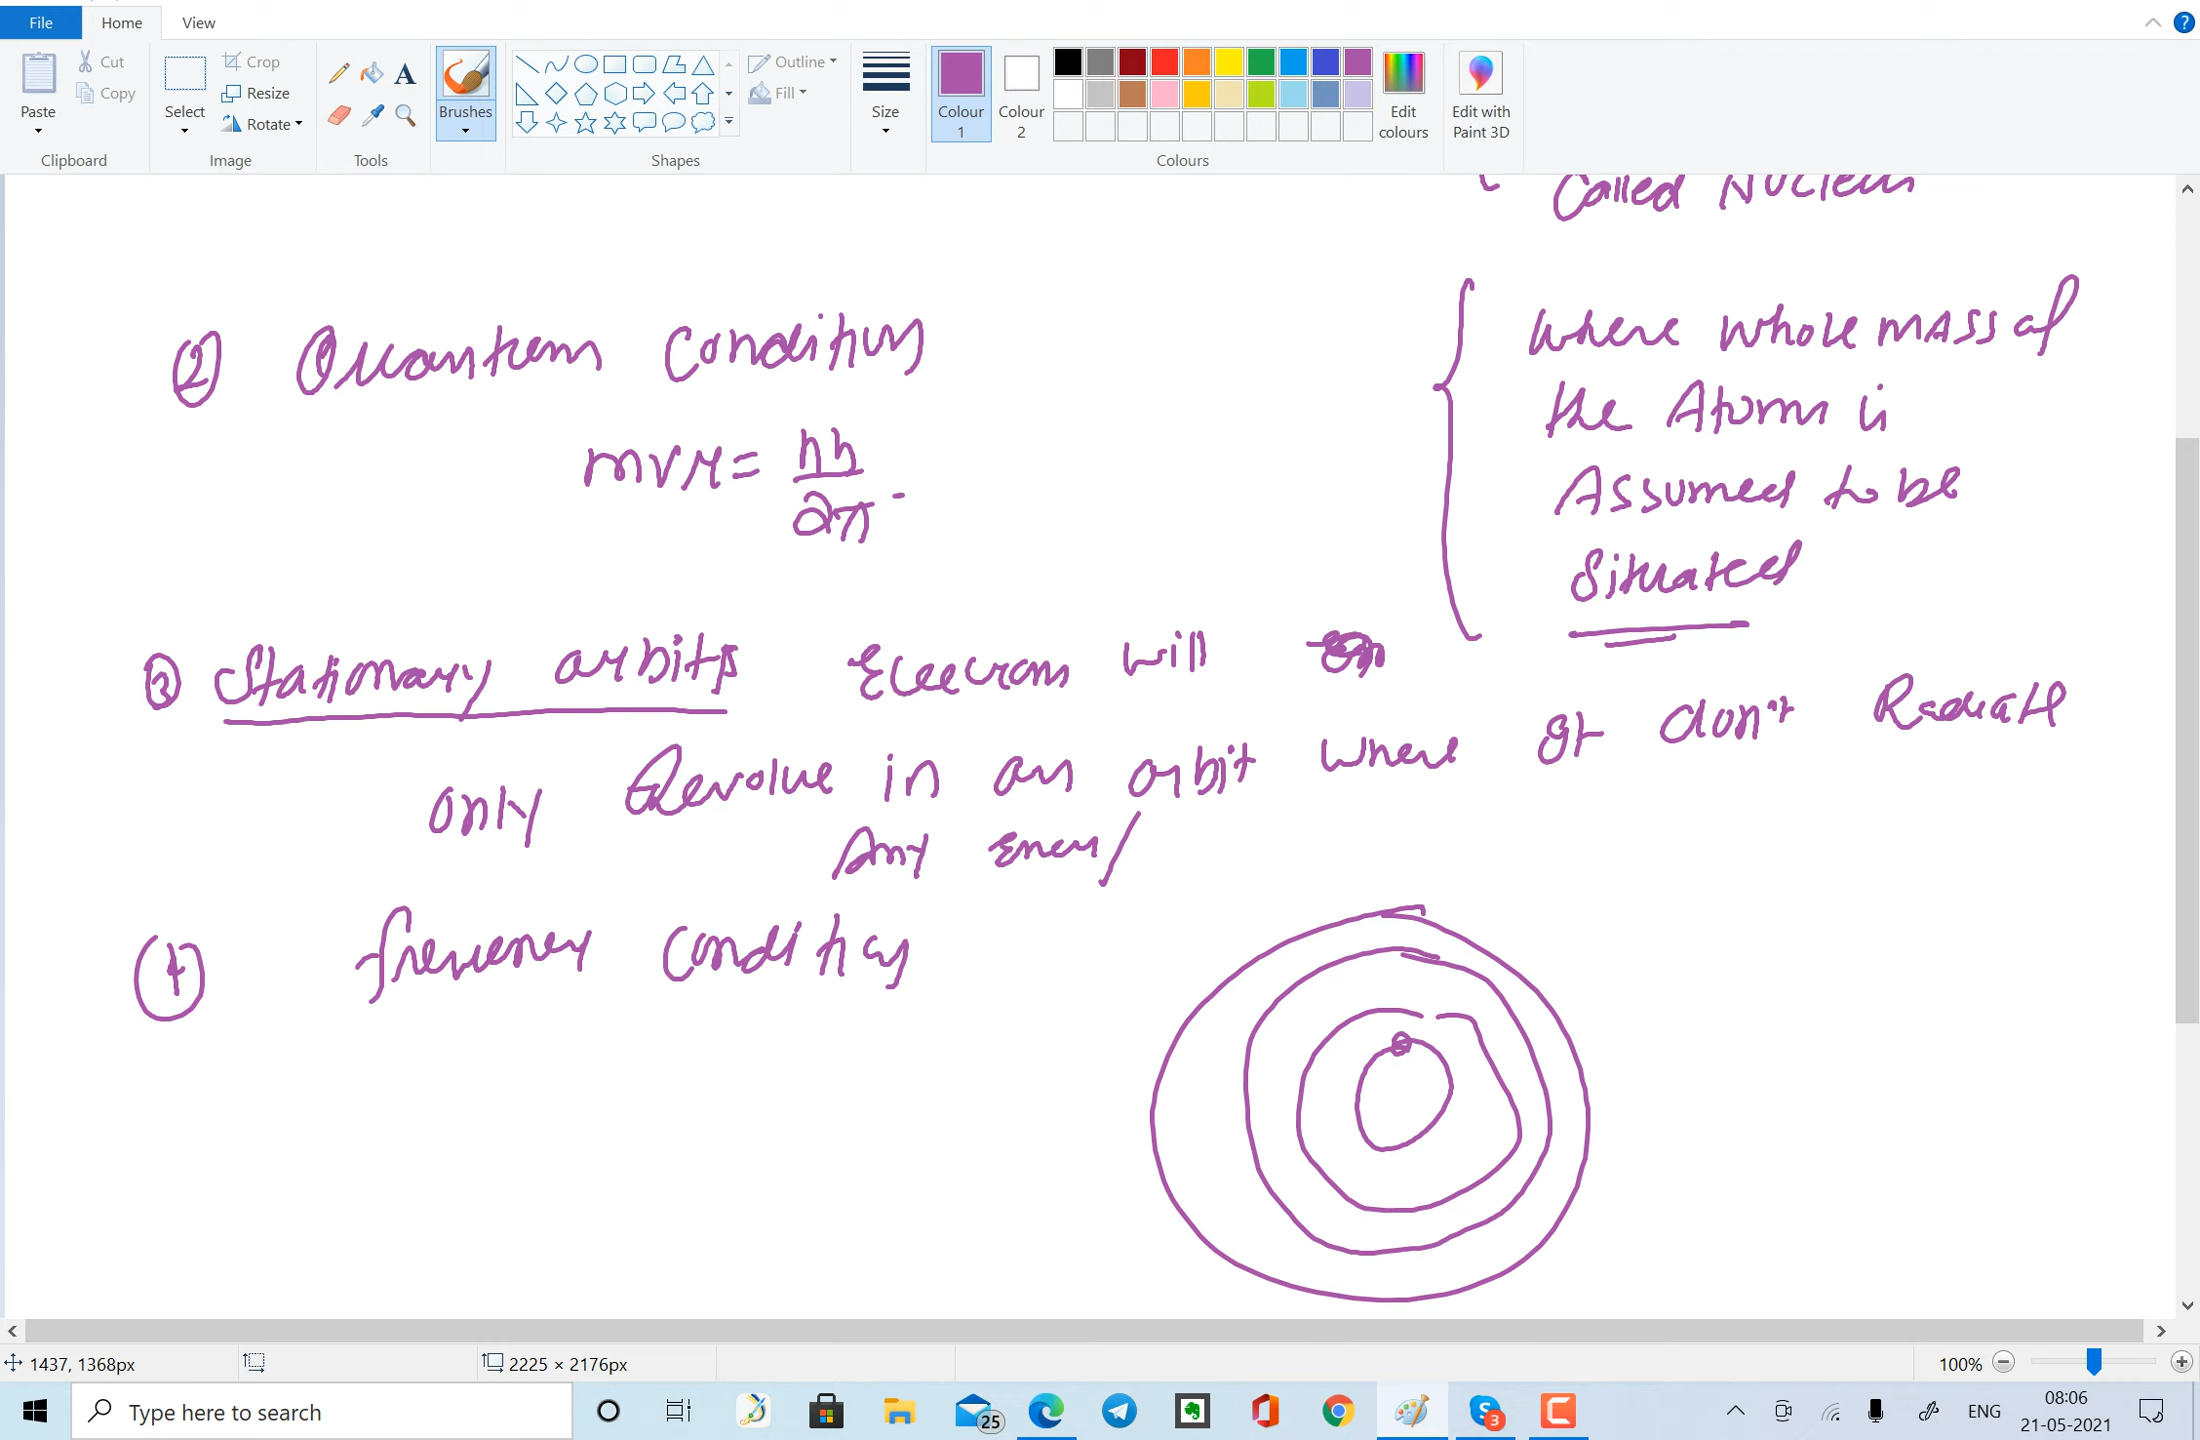 File Home View
Paste Cut Copy Clipboard
Select Crop Resize Rotate Image
Tools
Brushes
Shapes
Outline Fill
Size
Colour 1
Colour 2
Colours
Edit colours
Edit with Paint 3D
Called Nucleus
② Quantum Condition
mvr = nh
2π
Where whole mass of
the Atom is
Assumed to be
Situated
③ Stationary orbits Electron will
only Revolve in an orbit where It don't Radiate
Any Energy
④ frequency Condition
1437, 1368px
2225 × 2176px
100%
Type here to search
25
3
ENG
08:06
21-05-2021